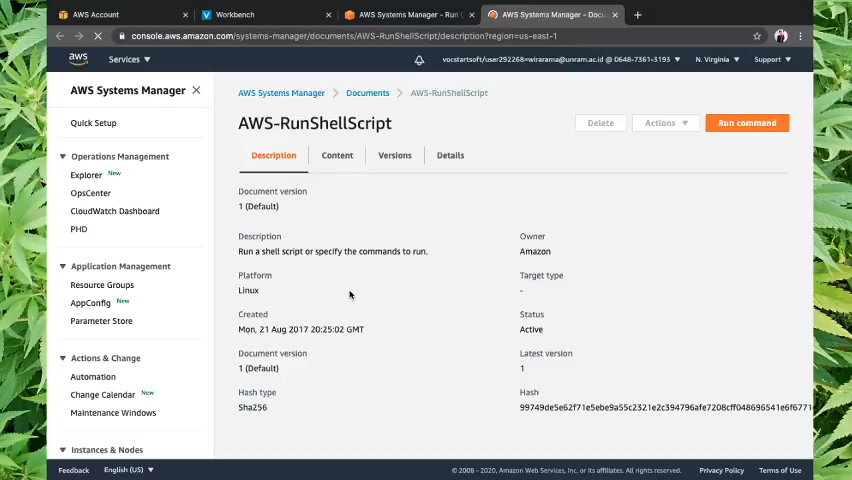 AWS Account
Workbench
AWS Systems Manager - Run C
AWS Systems Manager - Docu
console.aws.amazon.com/systems-manager/documents/AWS-RunShellScript/description?region=us-east-1
aws
Services
vocstartsoft/user292268=wirarama@unram.ac.id @ 0648-7361-3193
N. Virginia
Support
AWS Systems Manager
AWS Systems Manager
Documents
AWS-RunShellScript
AWS-RunShellScript
Delete
Actions
Run command
Quick Setup
Operations Management
Explorer New
OpsCenter
CloudWatch Dashboard
PHD
Application Management
Resource Groups
AppConfig New
Parameter Store
Actions & Change
Automation
Change Calendar New
Maintenance Windows
Instances & Nodes
Description
Content
Versions
Details
Document version
1 (Default)
Description
Run a shell script or specify the commands to run.
Owner
Amazon
Platform
Linux
Target type
-
Created
Mon, 21 Aug 2017 20:25:02 GMT
Status
Active
Document version
1 (Default)
Latest version
1
Hash type
Sha256
Hash
99749de5e62f71e5ebe9a55c2321e2c394796afe7208cff048696541e6f6771
Feedback
English (US)
© 2008 - 2020, Amazon Web Services, Inc. or its affiliates. All rights reserved.
Privacy Policy
Terms of Use